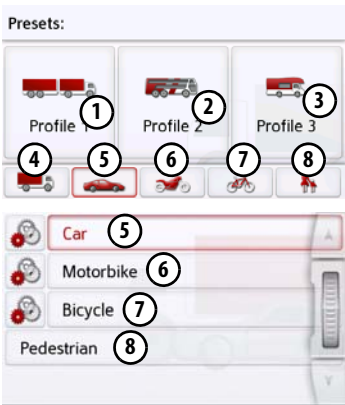 Presets:
1 2 3
Profile 1 Profile 2 Profile 3
4 5 6 7 8
Car 5
Motorbike 6
Bicycle 7
Pedestrian 8